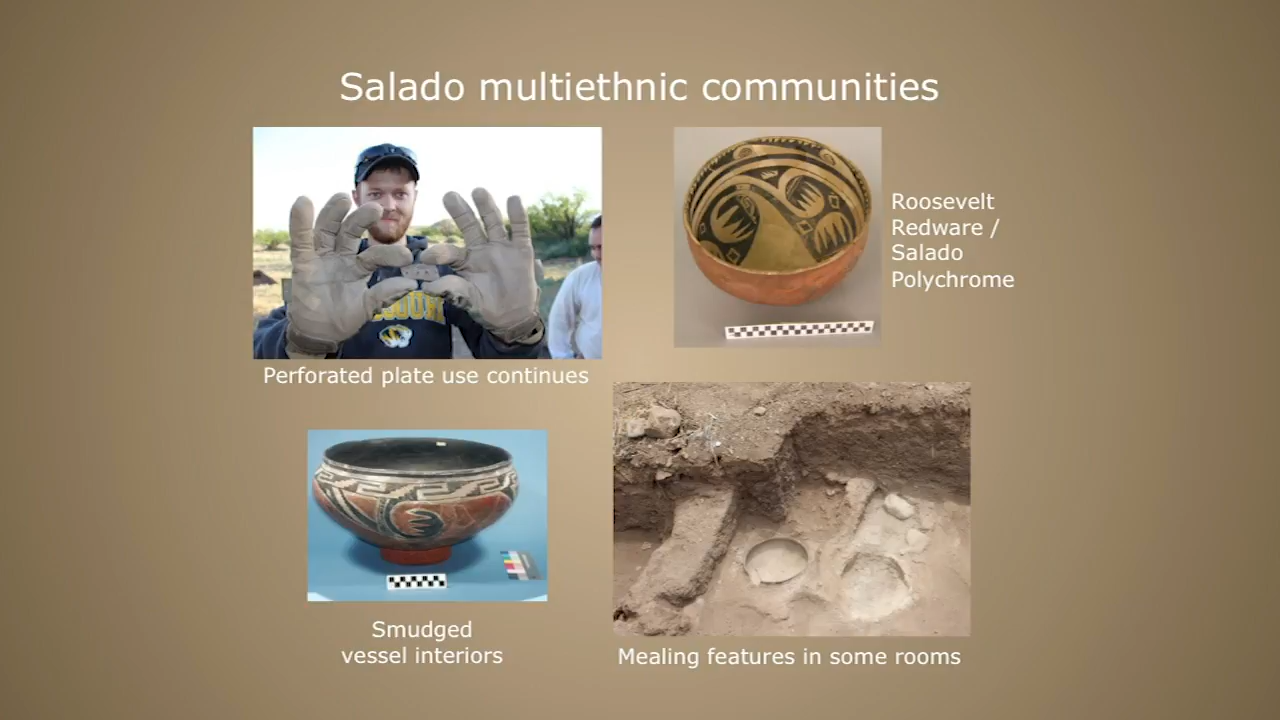 Salado multiethnic communities
Roosevelt
Redware /
Salado
Polychrome
Perforated plate use continues
Smudged
vessel interiors
Mealing features in some rooms